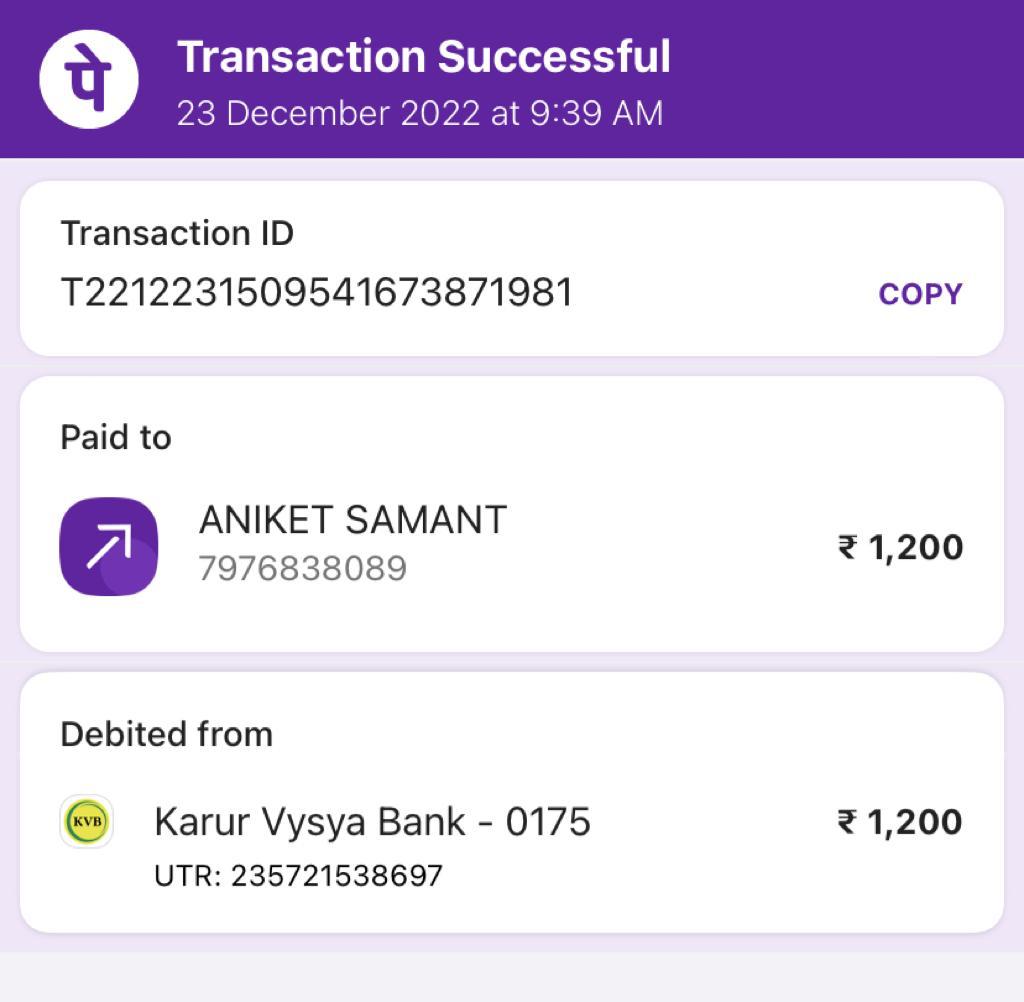 पे
Transaction Successful
23 December 2022 at 9:39 AM
Transaction ID
T2212231509541673871981
COPY
Paid to
ANIKET SAMANT
7976838089
₹ 1,200
Debited from
KVB
Karur Vysya Bank - 0175
₹ 1,200
UTR: 235721538697